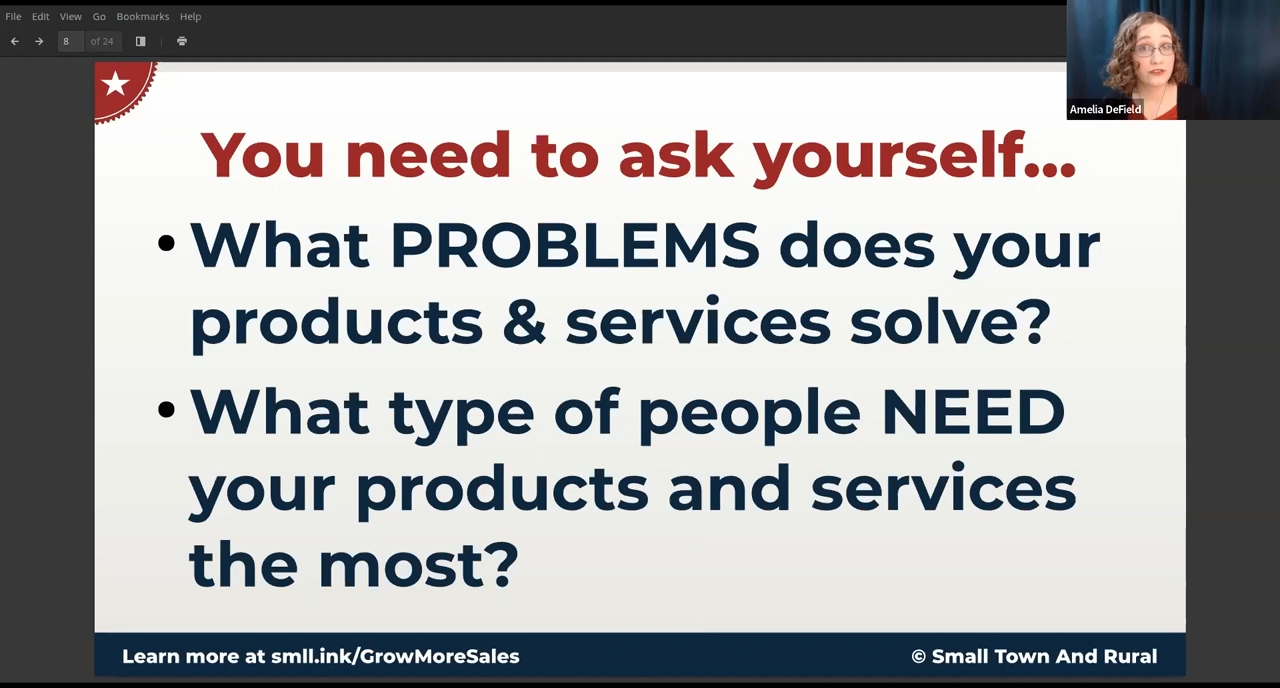 File Edit View Go Bookmarks Help
8 of 24
Amelia DeField
You need to ask yourself...
• What PROBLEMS does your
products & services solve?
• What type of people NEED
your products and services
the most?
Learn more at smll.ink/GrowMoreSales
© Small Town And Rural